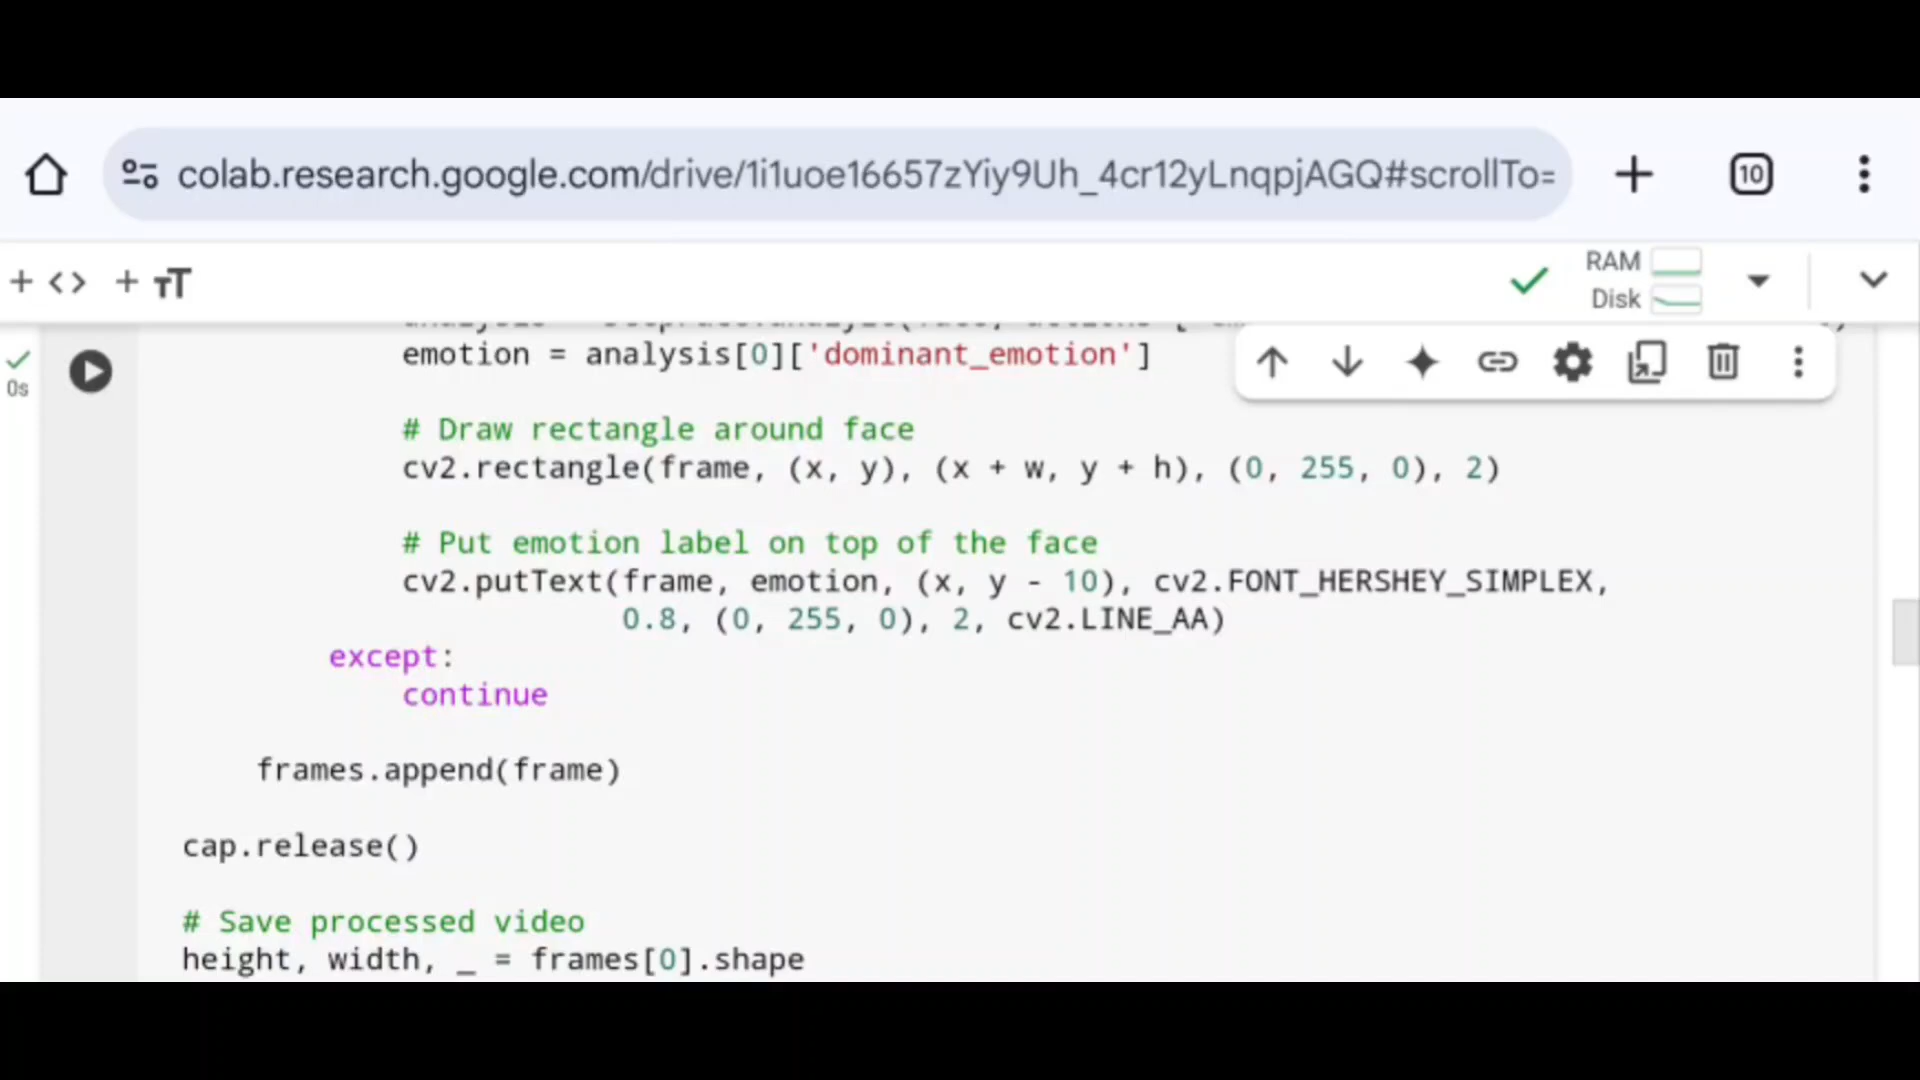 colab.research.google.com/drive/1i1uoe16657zYiy9Uh_4cr12yLnqpjAGQ#scrollTo=
10
+ <> + TT
RAM
Disk
0s
emotion = analysis[0]['dominant_emotion']
# Draw rectangle around face
cv2.rectangle(frame, (x, y), (x + w, y + h), (0, 255, 0), 2)
# Put emotion label on top of the face
cv2.putText(frame, emotion, (x, y - 10), cv2.FONT_HERSHEY_SIMPLEX,
0.8, (0, 255, 0), 2, cv2.LINE_AA)
except:
continue
frames.append(frame)
cap.release()
# Save processed video
height, width, _ = frames[0].shape